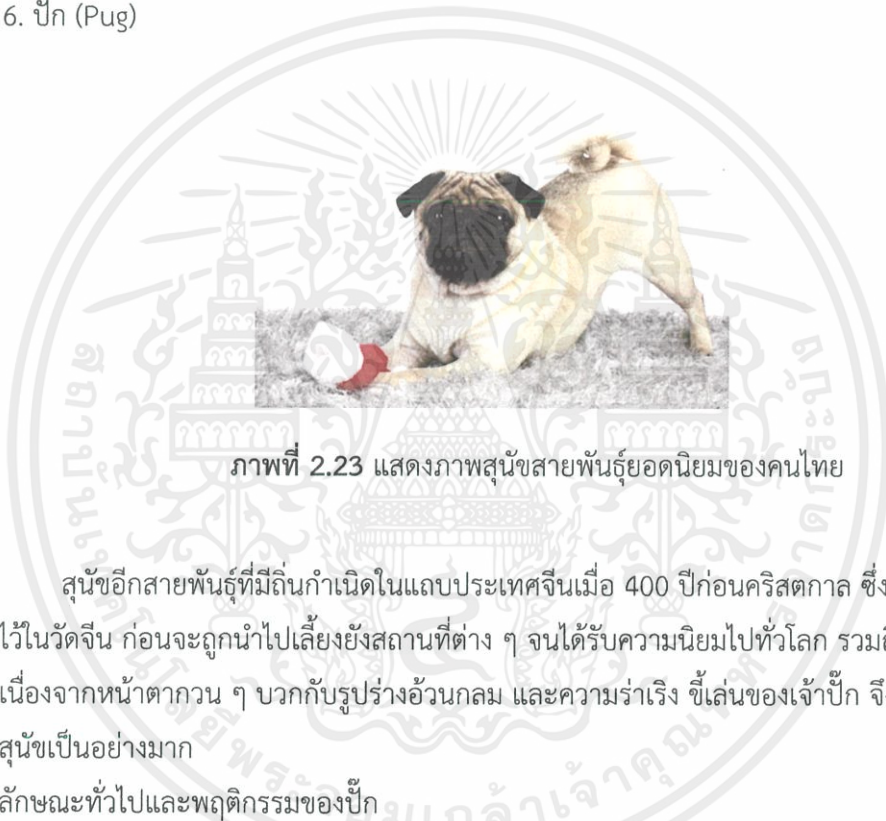 6. ปั๊ก (Pug)
ภาพที่ 2.23 แสดงภาพสุนัขสายพันธุ์ยอดนิยมของคนไทย
สุนัขอีกสายพันธุ์ที่มีถิ่นกำเนิดในแถบประเทศจีนเมื่อ 400 ปีก่อนคริสตกาล ซึ่ง
ไว้ในวัดจีน ก่อนจะถูกนำไปเลี้ยงยังสถานที่ต่าง ๆ จนได้รับความนิยมไปทั่วโลก
เนื่องจากหน้าตากวน ๆ บวกกับรูปร่างอ้วนกลม และความร่าเริง ขี้เล่นของเจ้าปั๊ก
สุนัขเป็นอย่างมาก
ลักษณะทั่วไปและพฤติกรรมของปั๊ก